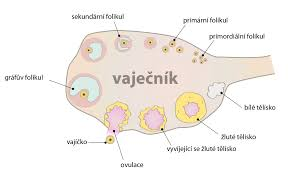 sekundární folikul
primární folikul
primordiální folikul
gráfův folikul
vaječník
bílé tělísko
žluté tělísko
vajíčko
vyvíjející se žluté tělísko
ovulace